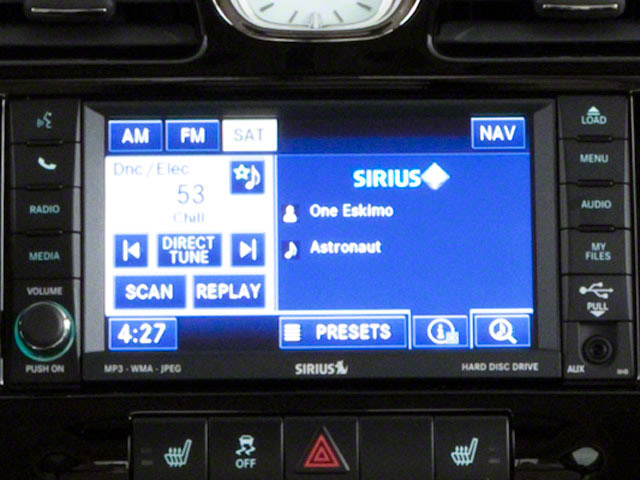 AM FM SAT NAV
LOAD
MENU
Dnc/Elec
53
Chill
SIRIUS
One Eskimo
Astronaut
RADIO
AUDIO
DIRECT
TUNE
MEDIA
MY
FILES
SCAN REPLAY
VOLUME
PULL
4:27 PRESETS
PUSH ON
MP3 - WMA - JPEG
SIRIUS
HARD DISC DRIVE
AUX
OFF